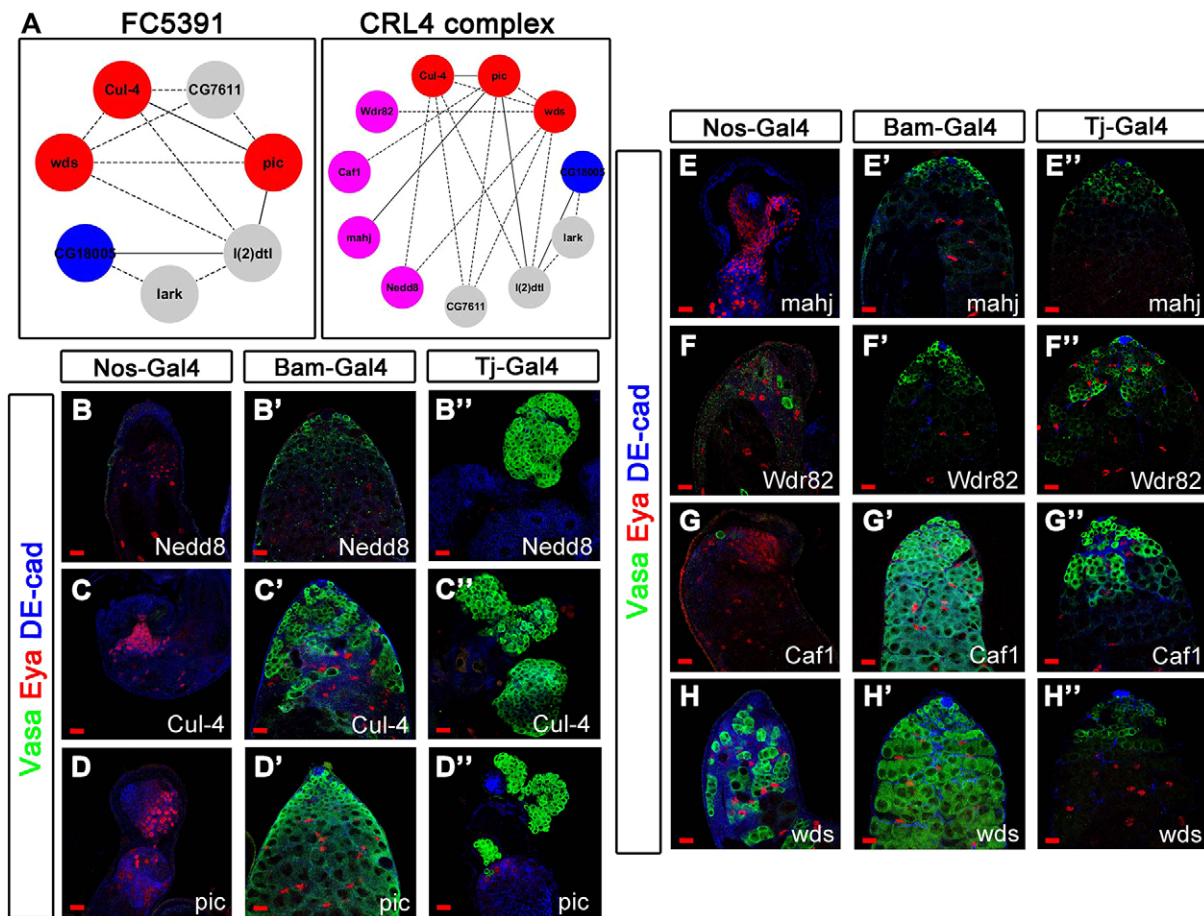 A
FC5391
CRL4 complex
Cul-4
CG7611
wds
pic
CG18005
l(2)dtl
lark
Cul-4
pic
Wdr82
wds
Caf1
CG18005
mahj
lark
Nedd8
l(2)dtl
CG7611
Nos-Gal4
Bam-Gal4
Tj-Gal4
Vasa Eya DE-cad
B
Nedd8
B'
Nedd8
B''
Nedd8
C
Cul-4
C'
Cul-4
C''
Cul-4
D
pic
D'
pic
D''
pic
Nos-Gal4
Bam-Gal4
Tj-Gal4
Vasa Eya DE-cad
E
mahj
E'
mahj
E''
mahj
F
Wdr82
F'
Wdr82
F''
Wdr82
G
Caf1
G'
Caf1
G''
Caf1
H
wds
H'
wds
H''
wds